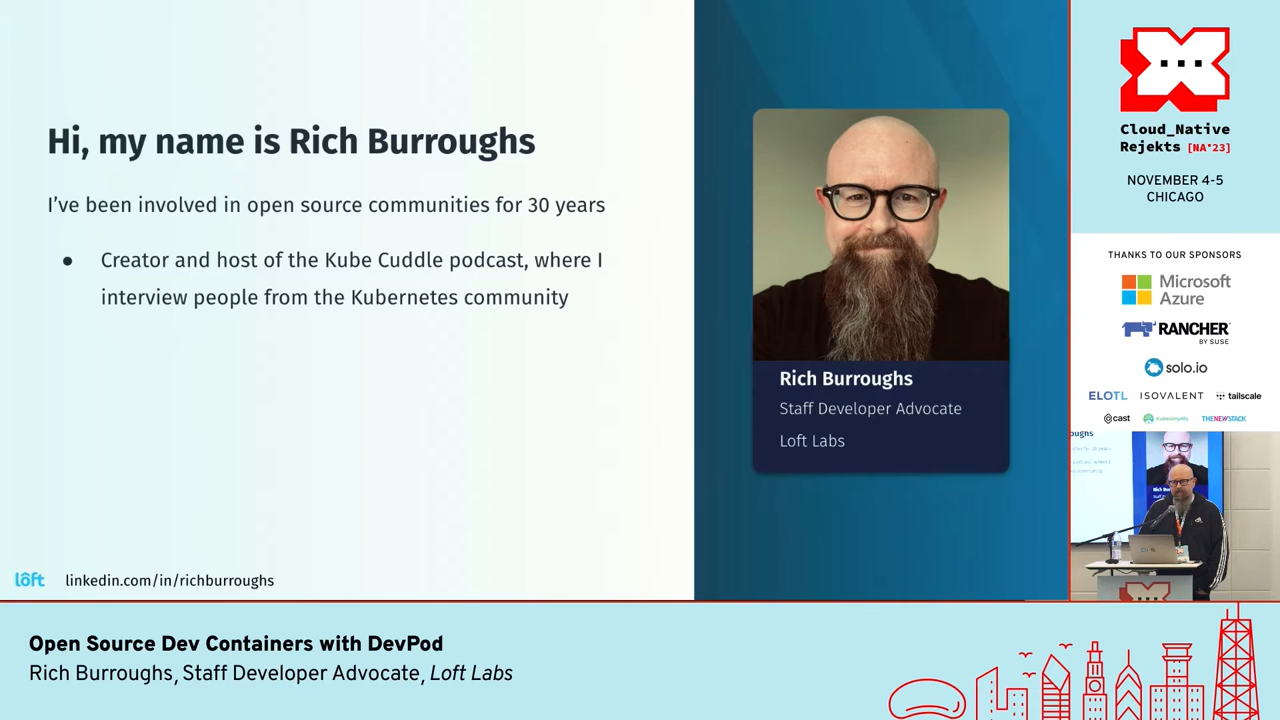 Hi, my name is Rich Burroughs
I've been involved in open source communities for 30 years
● Creator and host of the Kube Cuddle podcast, where I
interview people from the Kubernetes community
Rich Burroughs
Staff Developer Advocate
Loft Labs
lôft
linkedin.com/in/richburroughs
Open Source Dev Containers with DevPod
Rich Burroughs, Staff Developer Advocate, Loft Labs
Cloud_Native
Rejekts [NA'23]
NOVEMBER 4-5
CHICAGO
THANKS TO OUR SPONSORS
Microsoft
Azure
RANCHER
BY SUSE
solo.io
ELOTL ISOVALENT tailscale
cast Kubesimplify THENEWSTACK